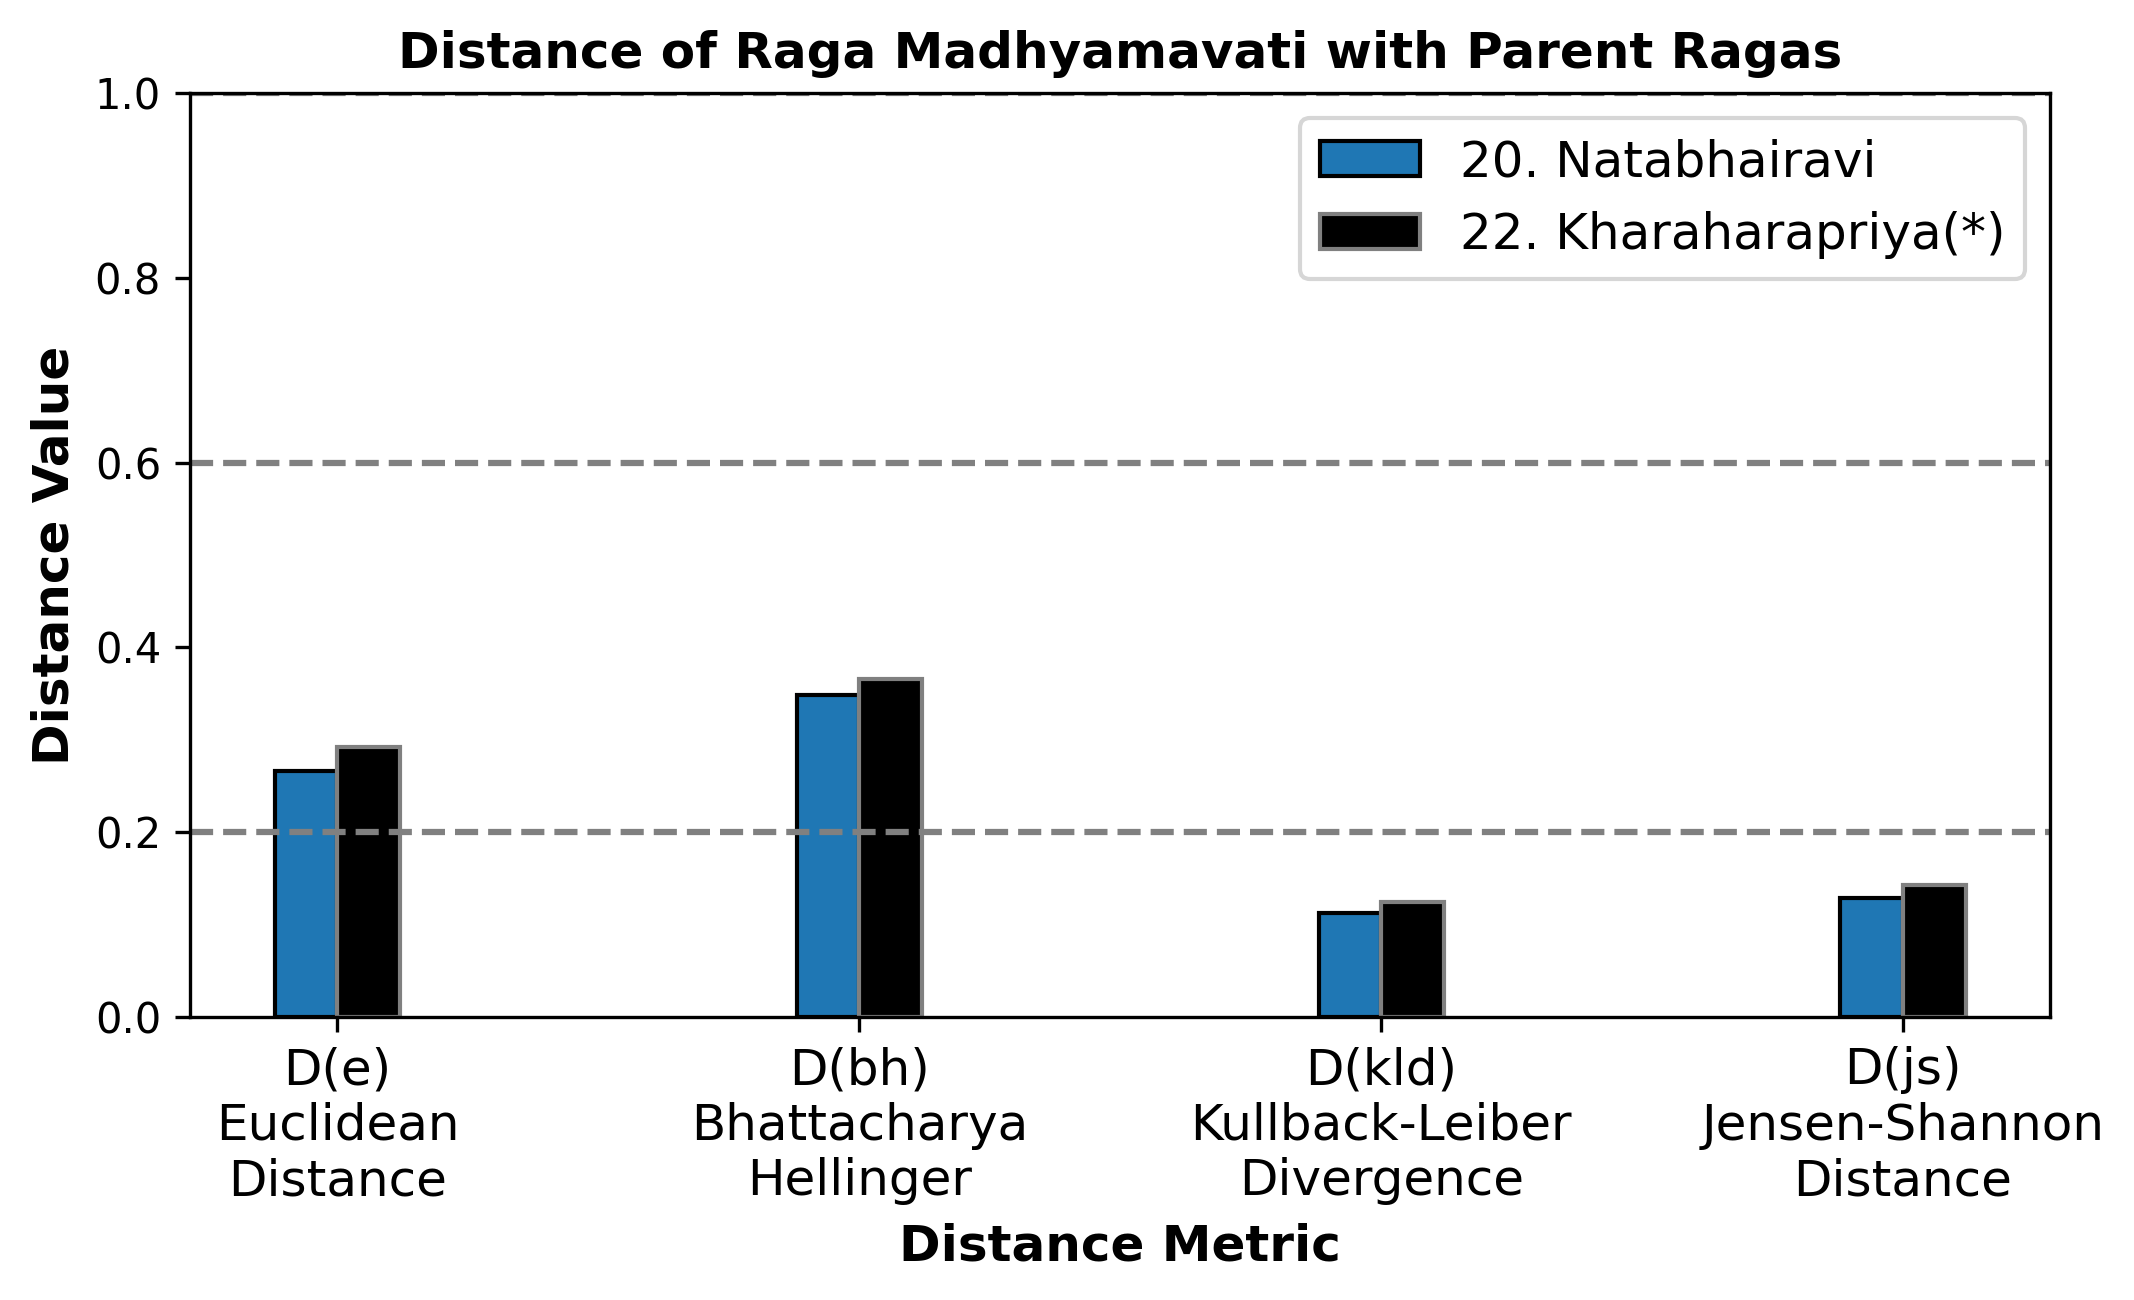 Distance of Raga Madhyamavati with Parent Ragas
1.0
0.8
0.6
0.4
0.2
0.0
Distance Value
20. Natabhairavi
22. Kharaharapriya(*)
D(e)
Euclidean
Distance
D(bh)
Bhattacharya
Hellinger
D(kld)
Kullback-Leiber
Divergence
D(js)
Jensen-Shannon
Distance
Distance Metric